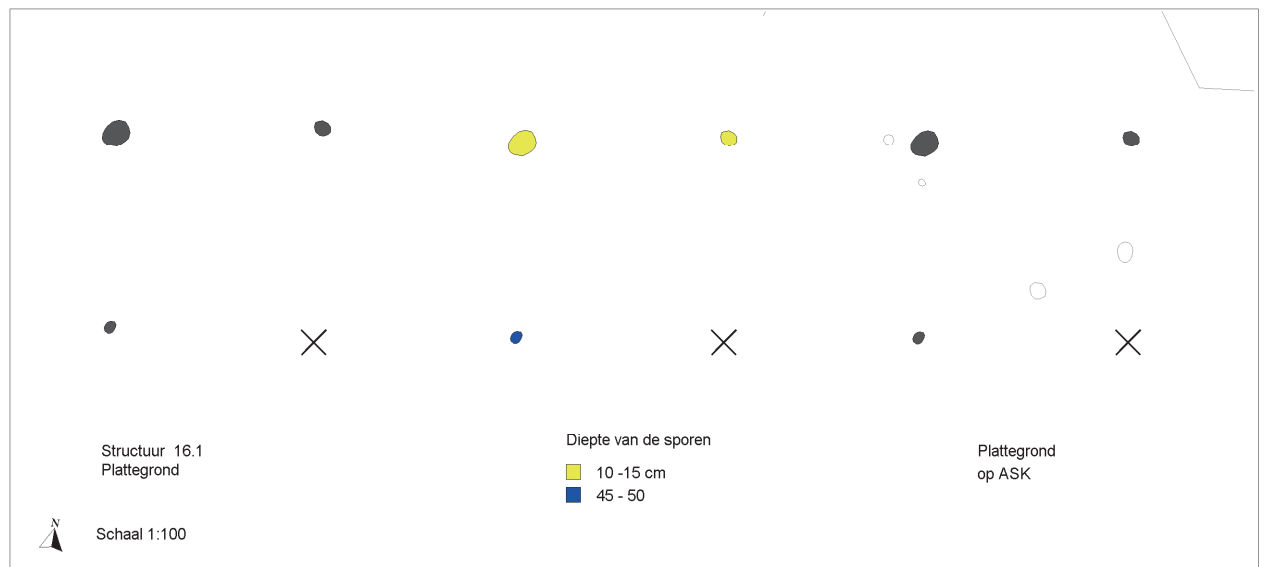 Structuur 16.1
Plattegrond
Diepte van de sporen
10 -15 cm
45 - 50
Plattegrond
op ASK
N
Schaal 1:100